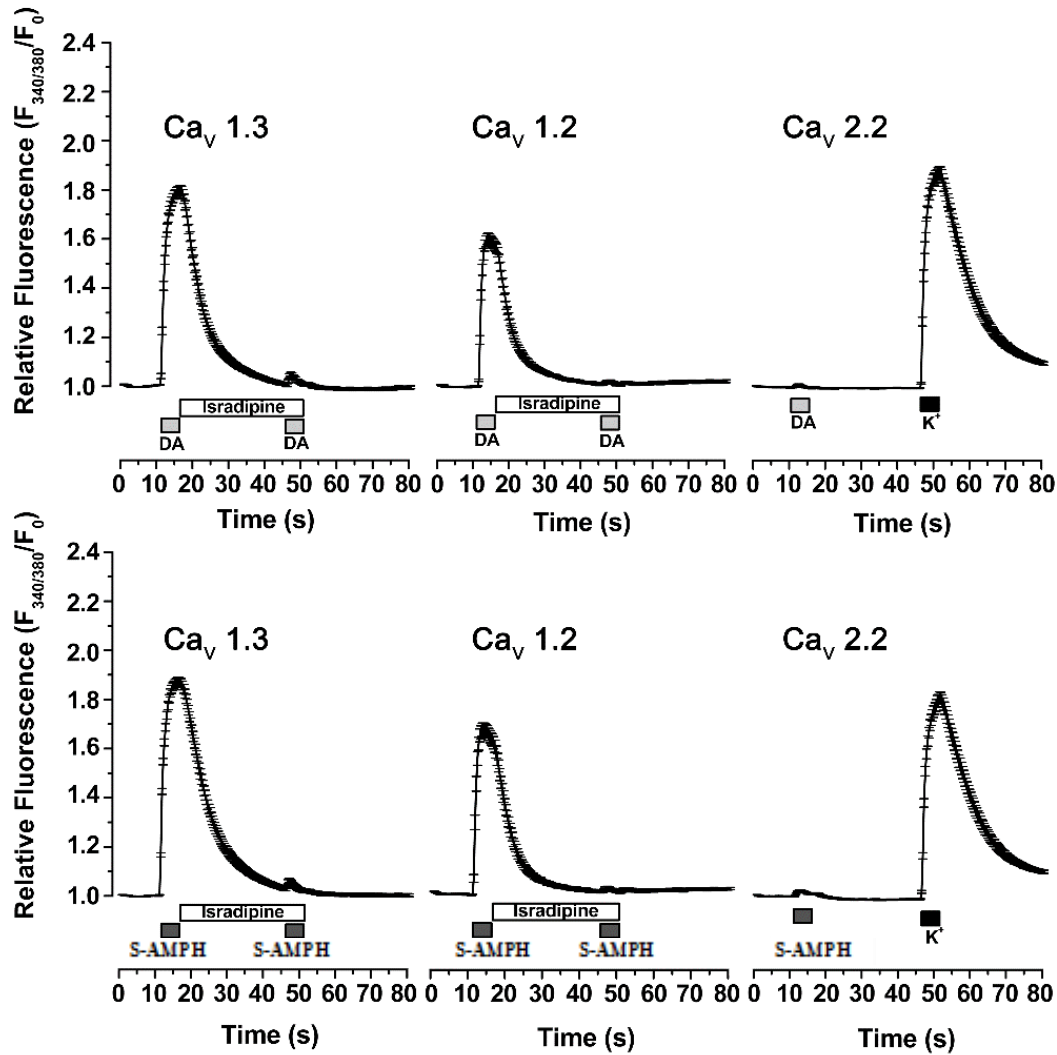 Relative Fluorescence (F340/380/F0)
2.4
2.2
2.0
1.8
1.6
1.4
1.2
1.0
CaV 1.3
CaV 1.2
CaV 2.2
Isradipine
Isradipine
DA
DA
DA
DA
DA
K+
0 10 20 30 40 50 60 70 80
0 10 20 30 40 50 60 70 80
0 10 20 30 40 50 60 70 80
Time (s)
Time (s)
Time (s)
Relative Fluorescence (F340/380/F0)
2.4
2.2
2.0
1.8
1.6
1.4
1.2
1.0
CaV 1.3
CaV 1.2
CaV 2.2
Isradipine
Isradipine
S-AMPH
S-AMPH
S-AMPH
S-AMPH
S-AMPH
K+
0 10 20 30 40 50 60 70 80
0 10 20 30 40 50 60 70 80
0 10 20 30 40 50 60 70 80
Time (s)
Time (s)
Time (s)